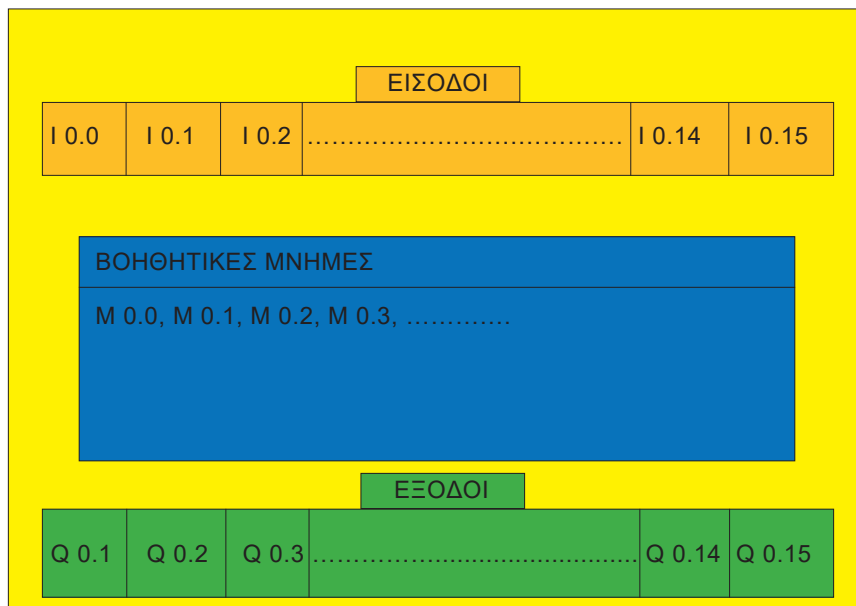 ΕΙΣΟΔΟΙ
I 0.0 I 0.1 I 0.2 ........................................ I 0.14 I 0.15
ΒΟΗΘΗΤΙΚΕΣ ΜΝΗΜΕΣ
M 0.0, M 0.1, M 0.2, M 0.3, .............
ΕΞΟΔΟΙ
Q 0.1 Q 0.2 Q 0.3 ........................................ Q 0.14 Q 0.15